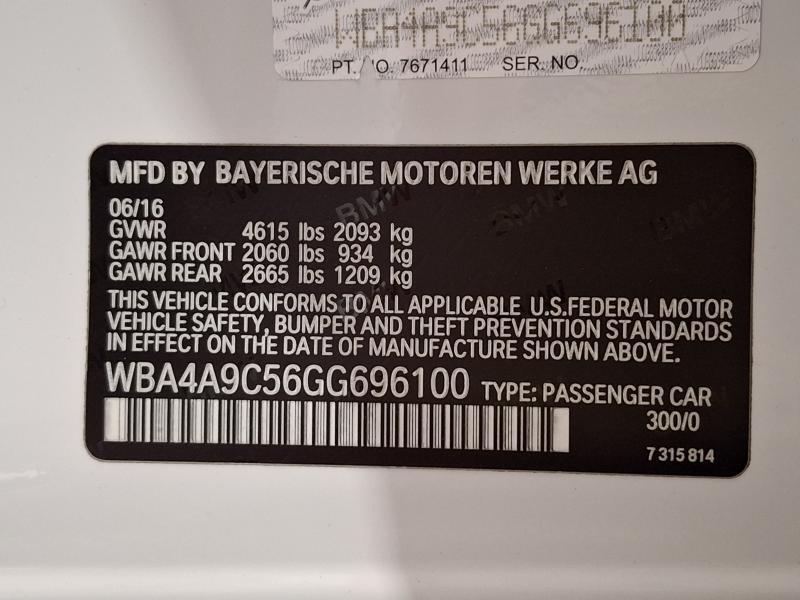 WBA4A9C56GG696100
PT. NO. 7671411 SER. NO.
MFD BY BAYERISCHE MOTOREN WERKE AG
06/16
GVWR 4615 lbs 2093 kg
GAWR FRONT 2060 lbs 934 kg
GAWR REAR 2665 lbs 1209 kg
THIS VEHICLE CONFORMS TO ALL APPLICABLE U.S.FEDERAL MOTOR
VEHICLE SAFETY, BUMPER AND THEFT PREVENTION STANDARDS
IN EFFECT ON THE DATE OF MANUFACTURE SHOWN ABOVE.
WBA4A9C56GG696100 TYPE: PASSENGER CAR
300/0
7 315 814